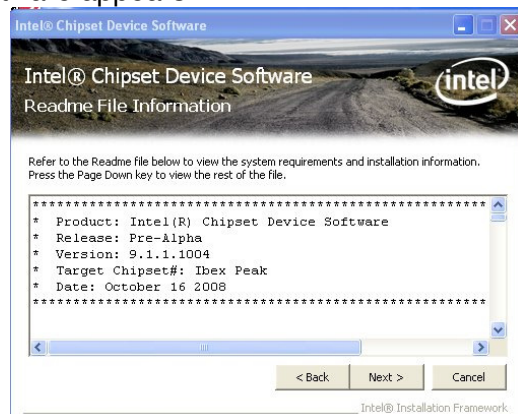 Intel® Chipset Device Software
Intel® Chipset Device Software
Readme File Information
intel
Refer to the Readme file below to view the system requirements and installation information.
Press the Page Down key to view the rest of the file.
************************************************************
* Product: Intel(R) Chipset Device Software
* Release: Pre-Alpha
* Version: 9.1.1.1004
* Target Chipset#: Ibex Peak
* Date: October 16 2008
************************************************************
< Back Next > Cancel
Intel® Installation Framework